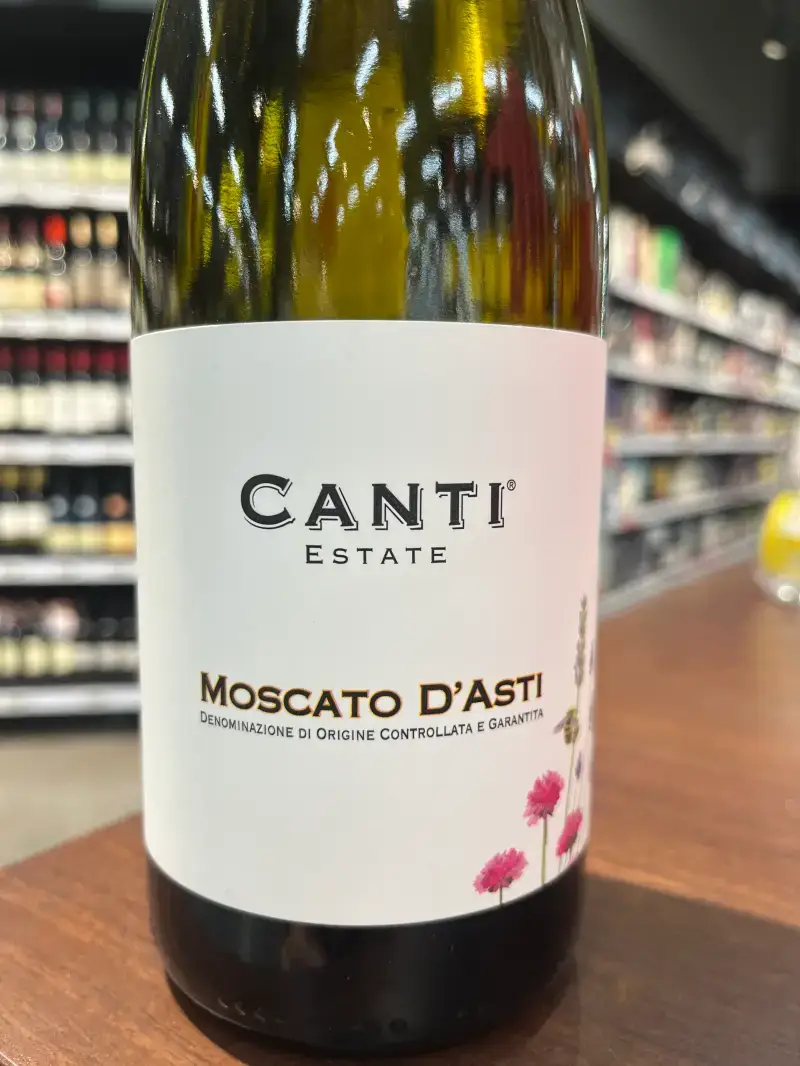 CANTI®
ESTATE
MOSCATO D'ASTI
DENOMINAZIONE DI ORIGINE CONTROLLATA E GARANTITA